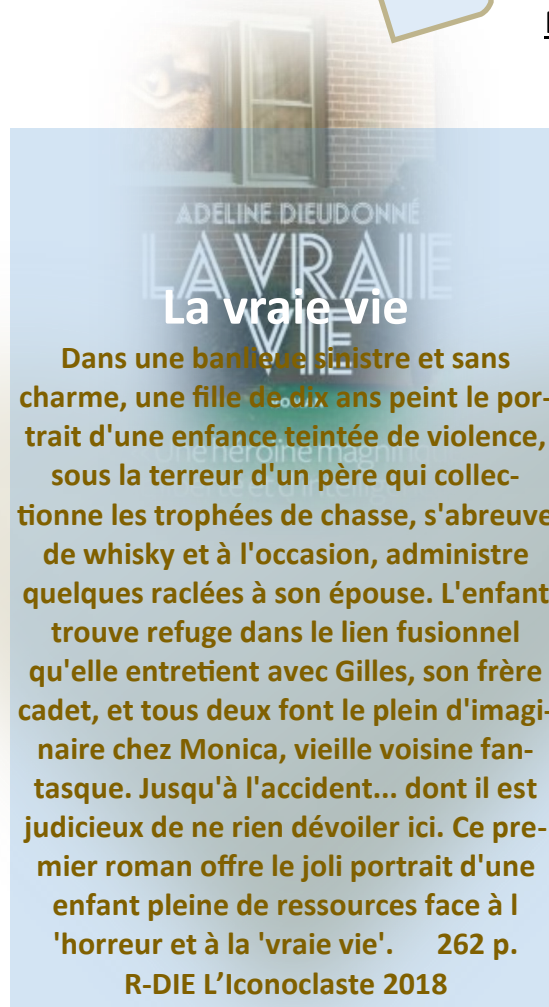 ADELINE DIEUDONNÉ
LA VRAIE
VIE
La vraie vie
Dans une banlieue sinistre et sans
charme, une fille de dix ans peint le por-
trait d'une enfance teintée de violence,
sous la terreur d'un père qui collec-
tionne les trophées de chasse, s'abreuve
de whisky et à l'occasion, administre
quelques raclées à son épouse. L'enfant
trouve refuge dans le lien fusionnel
qu'elle entretient avec Gilles, son frère
cadet, et tous deux font le plein d'imagi-
naire chez Monica, vieille voisine fan-
tasque. Jusqu'à l'accident... dont il est
judicieux de ne rien dévoiler ici. Ce pre-
mier roman offre le joli portrait d'une
enfant pleine de ressources face à l
'horreur et à la 'vraie vie'. 262 p.
R-DIE L’Iconoclaste 2018